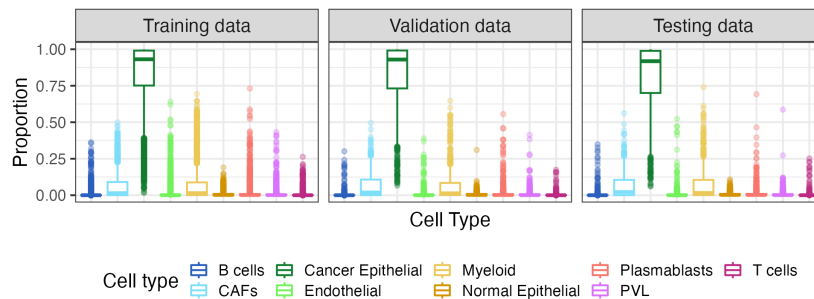 Training data
Validation data
Testing data
1.00
0.75
0.50
0.25
0.00
Proportion
Cell Type
Cell type
B cells
Cancer Epithelial
Myeloid
Plasmablasts
T cells
CAFs
Endothelial
Normal Epithelial
PVL